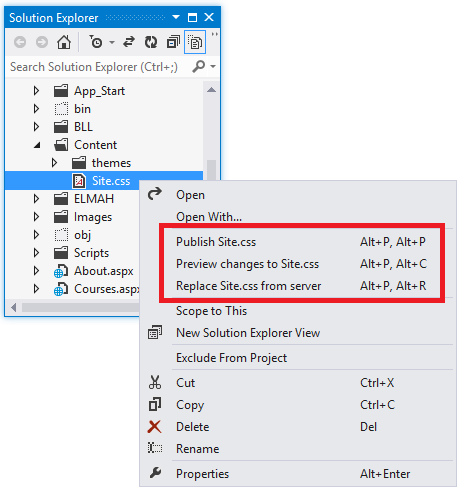 Solution Explorer
Search Solution Explorer (Ctrl+;)
App_Start
bin
BLL
Content
themes
Site.css
ELMAH
Images
obj
Scripts
About.aspx
Courses.aspx
Open
Open With...
Publish Site.css Alt+P, Alt+P
Preview changes to Site.css Alt+P, Alt+C
Replace Site.css from server Alt+P, Alt+R
Scope to This
New Solution Explorer View
Exclude From Project
Cut Ctrl+X
Copy Ctrl+C
Delete Del
Rename
Properties Alt+Enter